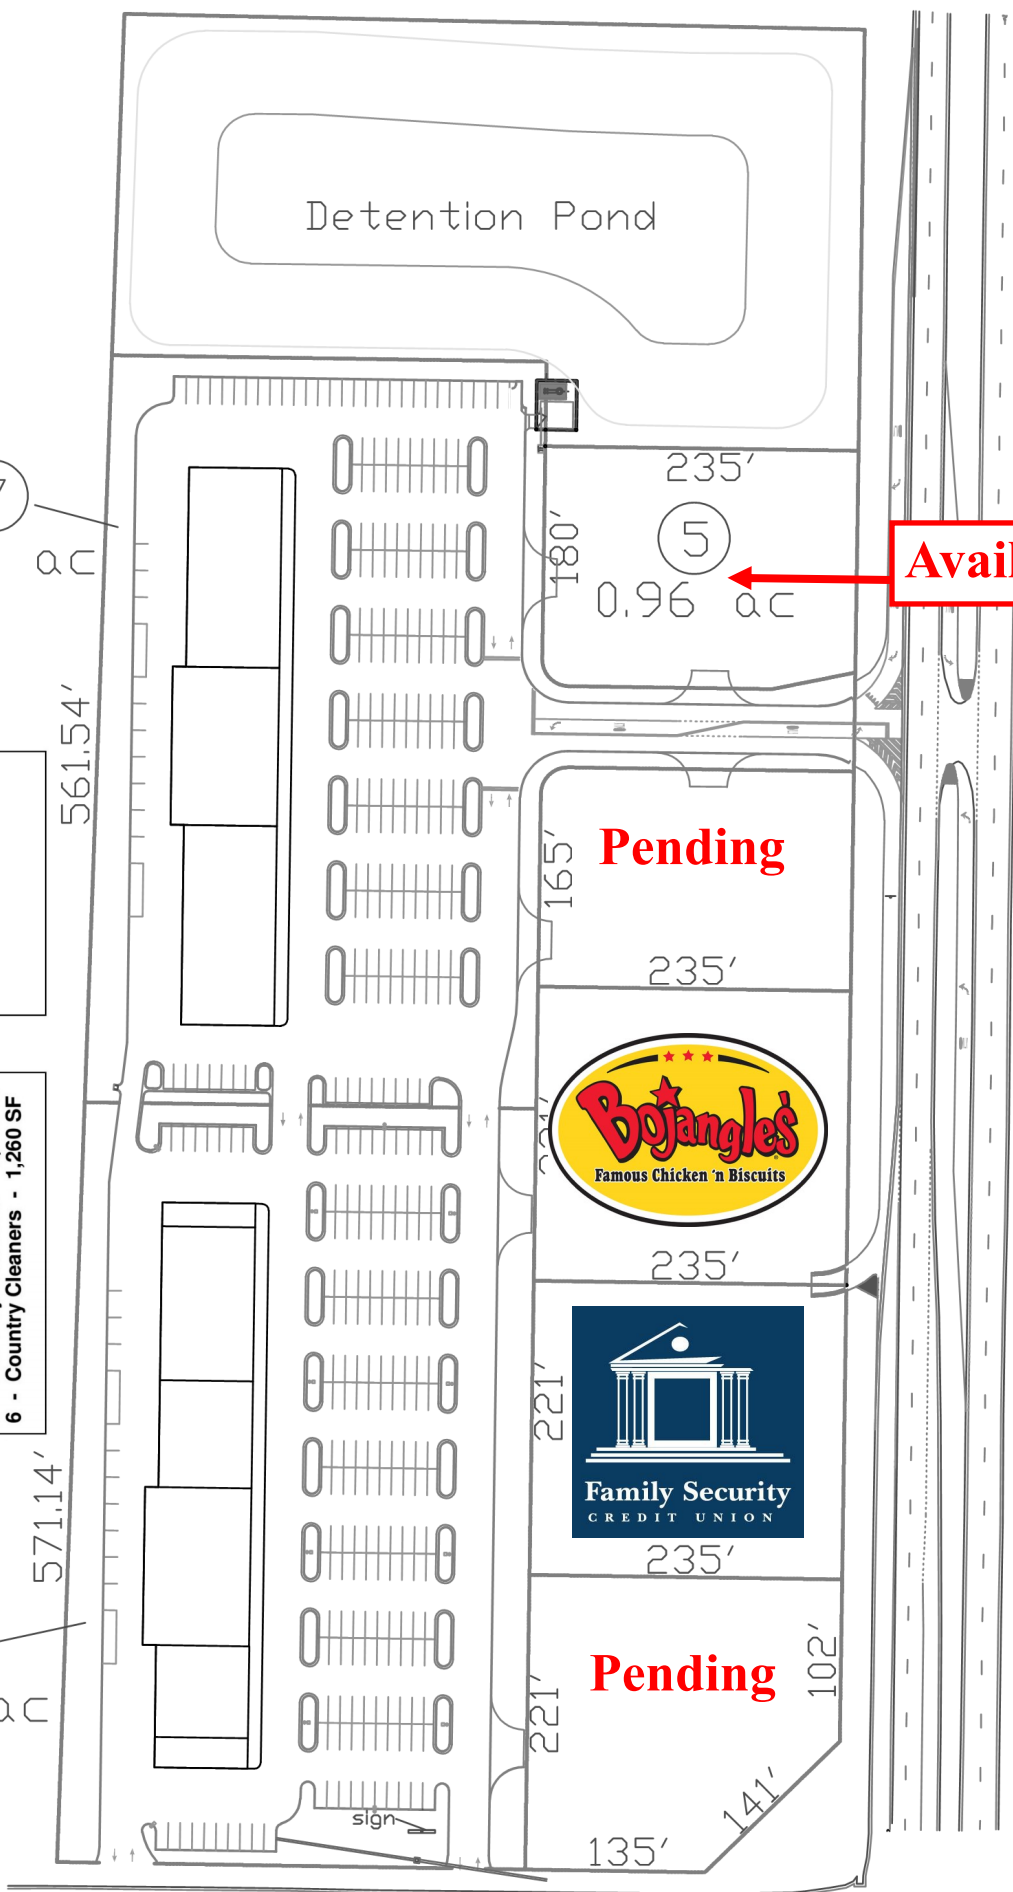 Detention Pond
235′
5
180′
0.96 ac
Avail
7
ac
561.54′
165′
Pending
235′
Bojangles'
Famous Chicken 'n Biscuits
235′
6 - Country Cleaners - 1,260 SF
221′
Family Security
CREDIT UNION
571.14′
235′
Pending
102′
221′
ac
141′
sign
135′